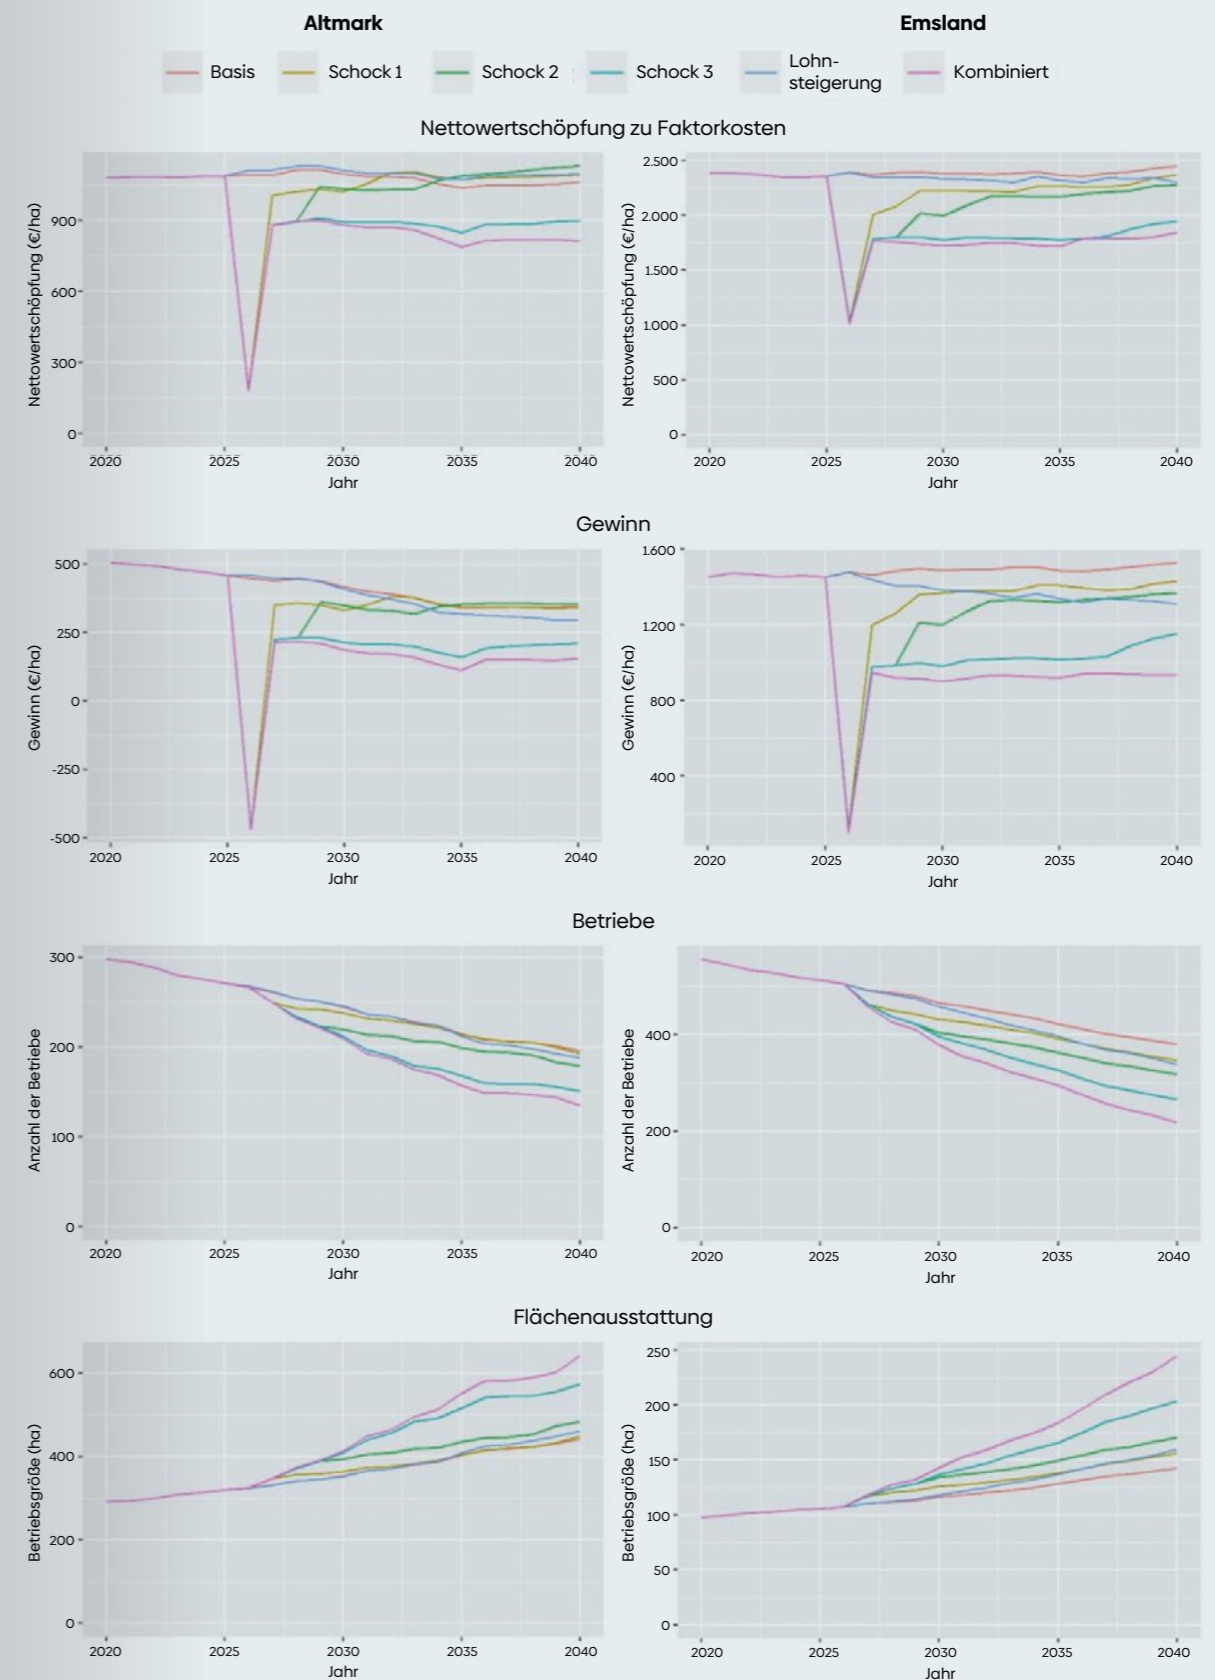 Altmark Emsland
Basis Schock 1 Schock 2 Schock 3 Lohn-
steigerung Kombiniert
Nettowertschöpfung zu Faktorkosten
Nettowertschöpfung (€/ha)
900
600
300
0
2020 2025 2030 2035 2040
Jahr
Nettowertschöpfung (€/ha)
2.500
2.000
1.500
1.000
500
0
2020 2025 2030 2035 2040
Jahr
Gewinn
Gewinn (€/ha)
500
250
0
-250
-500
2020 2025 2030 2035 2040
Jahr
Gewinn (€/ha)
1.600
1200
800
400
2020 2025 2030 2035 2040
Jahr
Betriebe
Anzahl der Betriebe
300
200
100
0
2020 2025 2030 2035 2040
Jahr
Anzahl der Betriebe
400
200
0
2020 2025 2030 2035 2040
Jahr
Flächenausstattung
Betriebsgröße (ha)
600
400
200
0
2020 2025 2030 2035 2040
Jahr
Betriebsgröße (ha)
250
200
150
100
50
0
2020 2025 2030 2035 2040
Jahr